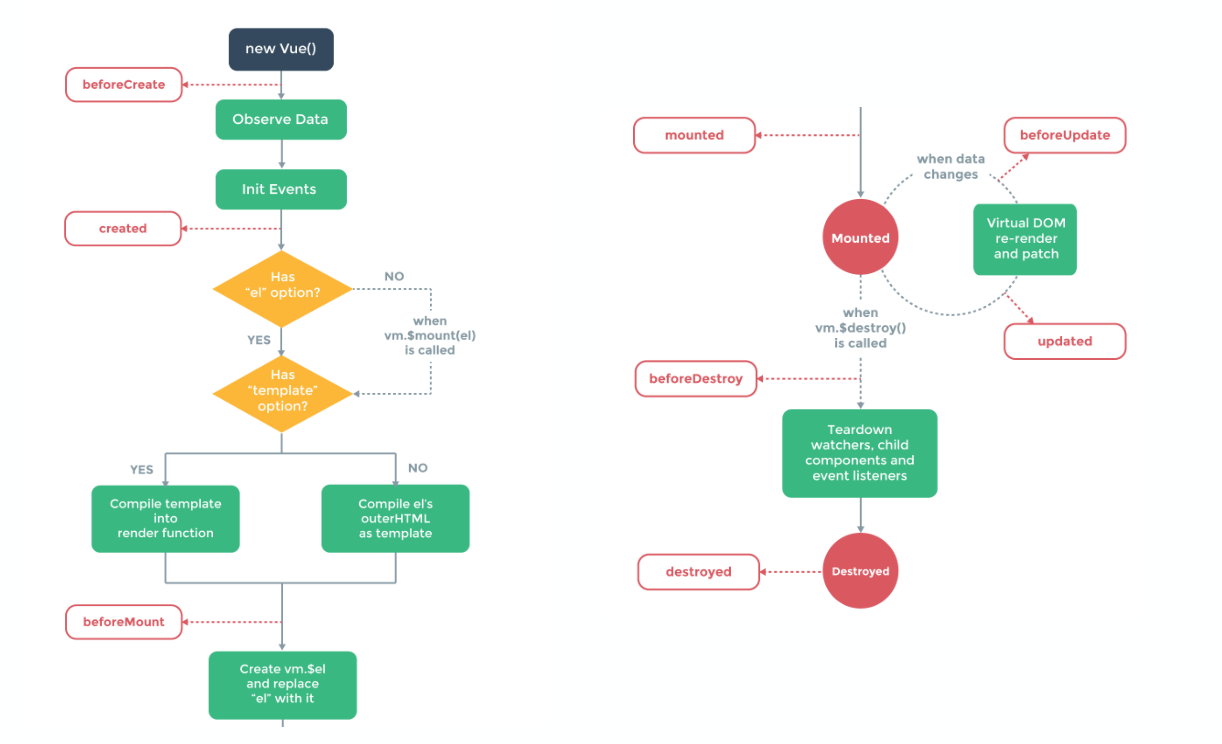 new Vue()
beforeCreate
Observe Data
Init Events
created
Has
“el” option?
NO
when
vm.$mount(el)
is called
YES
Has
“template”
option?
YES
NO
Compile template
into
render function
Compile el’s
outerHTML
as template
beforeMount
Create vm.$el
and replace
“el” with it
mounted
beforeUpdate
when data
changes
Mounted
Virtual DOM
re-render
and patch
when
vm.$destroy()
is called
updated
beforeDestroy
Teardown
watchers, child
components and
event listeners
destroyed
Destroyed